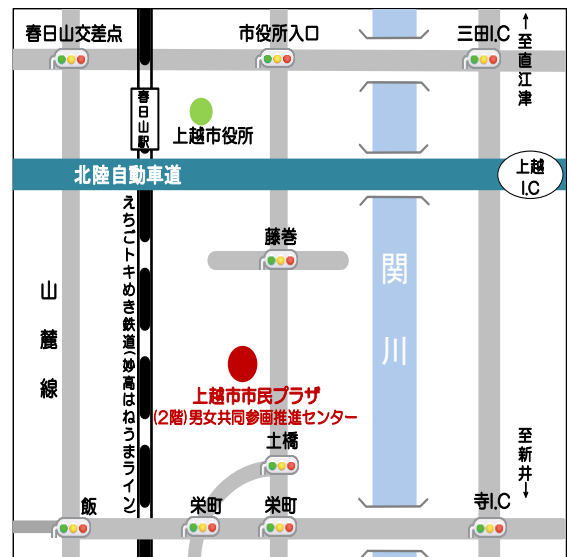 春日山交差点
市役所入口
三田I.C
↑至直江津
春日山駅
上越市役所
北陸自動車道
上越
I.C
えちごトキめき鉄道(妙高はねうまライン)
藤巻
関川
山麓線
上越市市民プラザ
(2階)男女共同参画推進センター
土橋
至新井↓
飯
栄町
栄町
寺I.C